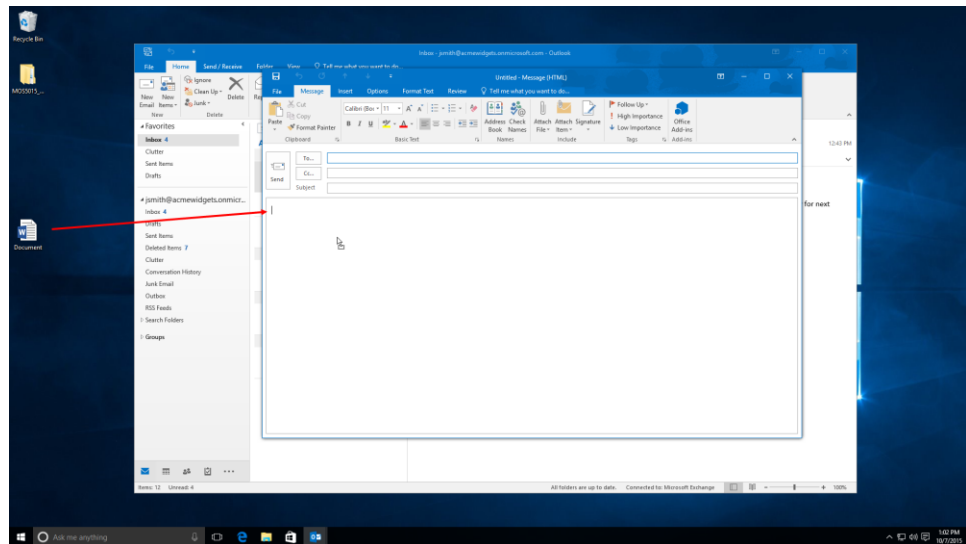 Recycle Bin
MOS5015_...
Document
Inbox - jsmith@acmewidgets.onmicrosoft.com - Outlook
File Home Send / Receive Folder View Tell me what you want to do...
New Email
New Items
Ignore
Clean Up
Junk
Delete
New Delete
Favorites
Inbox 4
Clutter
Sent Items
Drafts
jsmith@acmewidgets.onmicr...
Inbox 4
Drafts
Sent Items
Deleted Items 7
Clutter
Conversation History
Junk Email
Outbox
RSS Feeds
Search Folders
Groups
Untitled - Message (HTML)
File Message Insert Options Format Text Review Tell me what you want to do...
Paste
Cut
Copy
Format Painter
Clipboard
Calibri (Bo 11
B I U
Basic Text
Address Book
Check Names
Names
Attach File
Attach Item
Signature
Include
Follow Up
High Importance
Low Importance
Tags
Office Add-ins
Add-ins
Send
To...
Cc...
Subject
12:43 PM
for next
Items: 12 Unread: 4
All folders are up to date. Connected to: Microsoft Exchange 100%
Ask me anything
1:02 PM
10/7/2015